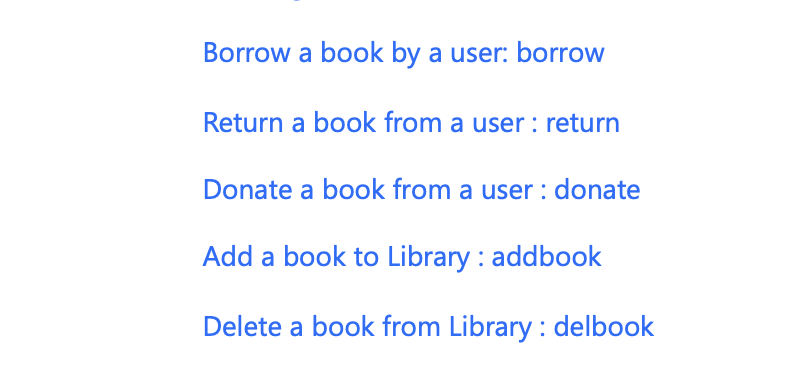 Borrow a book by a user: borrow
Return a book from a user : return
Donate a book from a user : donate
Add a book to Library : addbook
Delete a book from Library : delbook